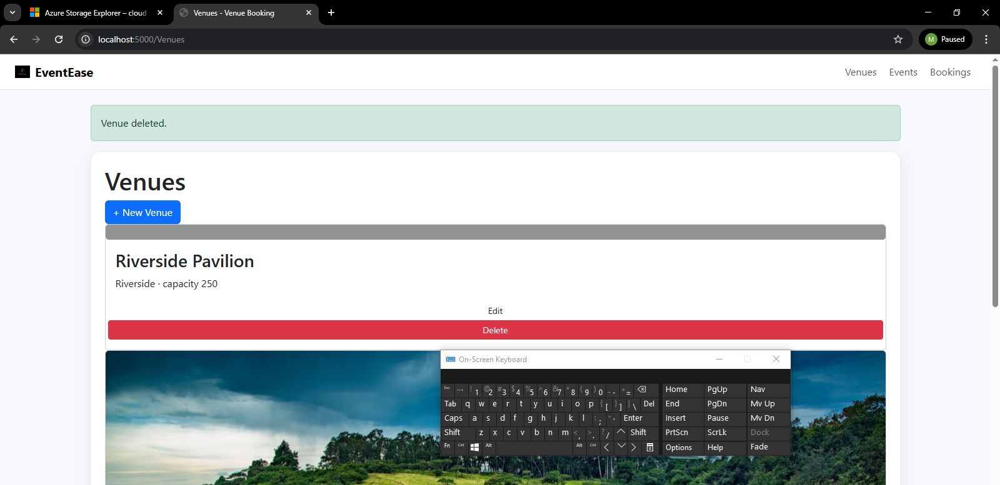 Azure Storage Explorer – cloud
Venues - Venue Booking
localhost:5000/Venues
M Paused
EventEase
Venues Events Bookings
Venue deleted.
Venues
+ New Venue
Riverside Pavilion
Riverside · capacity 250
Edit
Delete
On-Screen Keyboard
Esc ~ ` ! 1 @ 2 # 3 $ 4 % 5 ^ 6 & 7 * 8 ( 9 ) 0 _ - + = Home PgUp Nav
Tab q w e r t y u i o p { [ } ] | \ Del End PgDn Mv Up
Caps a s d f g h j k l : ; " ' Enter Insert Pause Mv Dn
Shift z x c v b n m < , > . ? / Shift PrtScn ScrLk Dock
Fn Ctrl Alt Alt Ctrl Options Help Fade